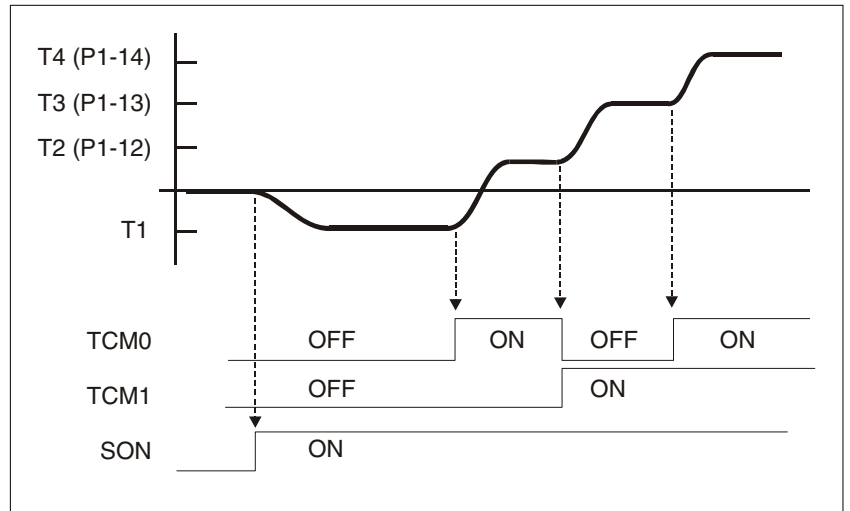 T4 (P1-14)
T3 (P1-13)
T2 (P1-12)
T1
TCM0 OFF ON OFF ON
TCM1 OFF ON
SON ON